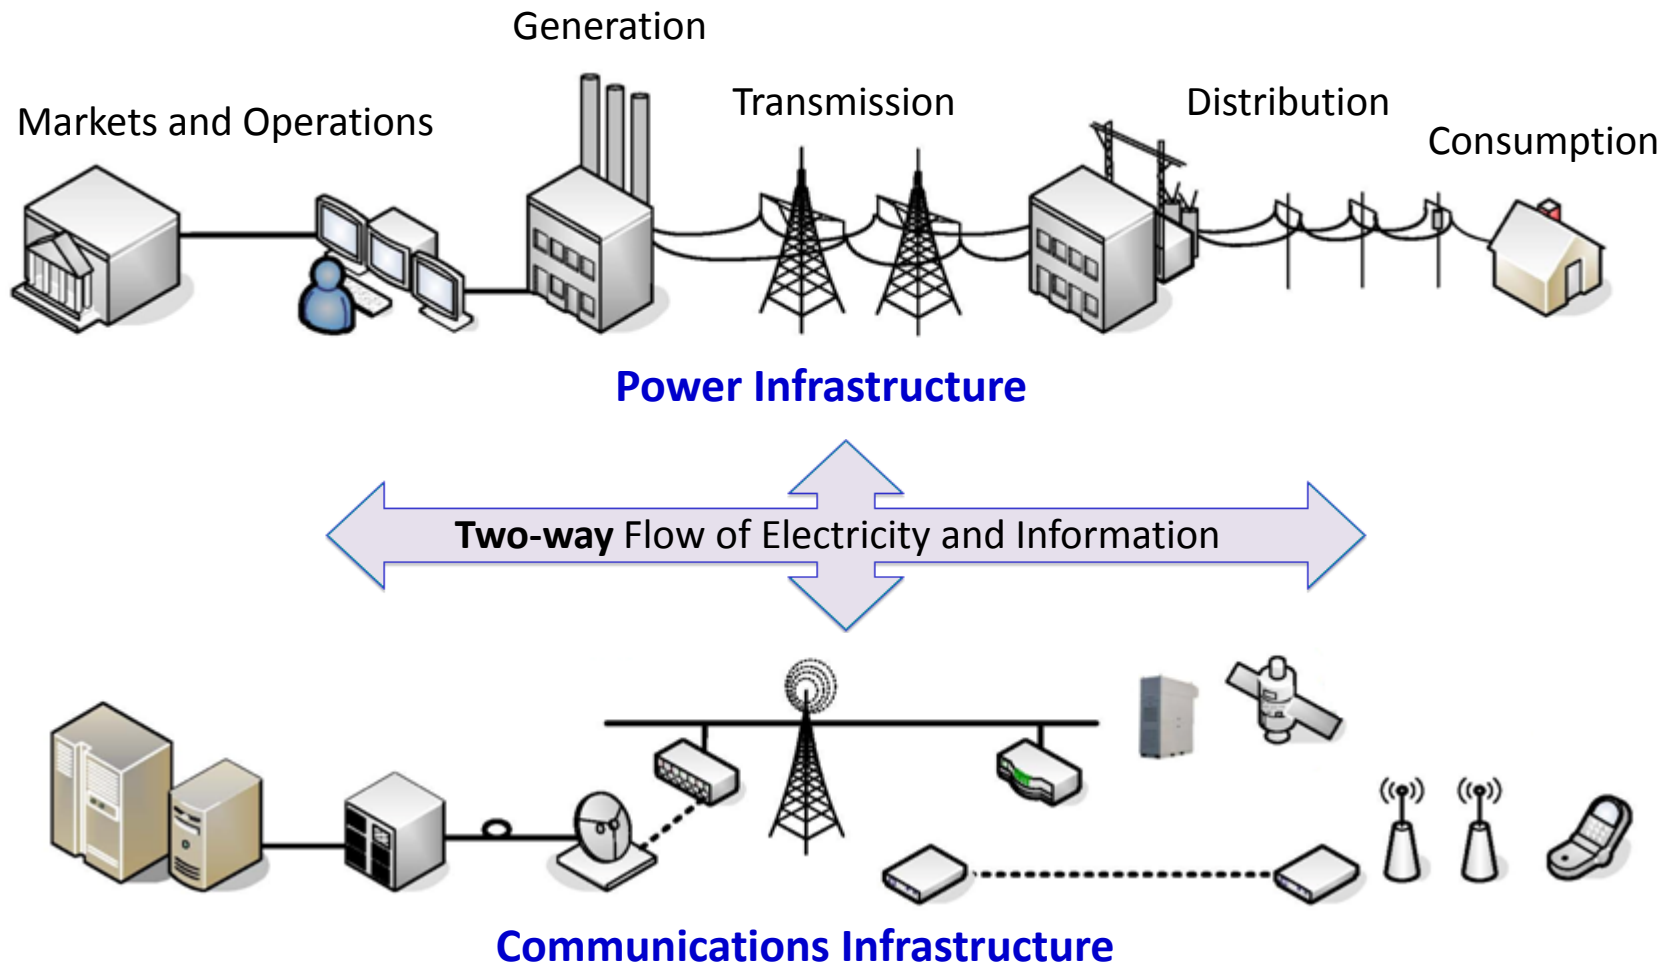 Generation
Markets and Operations
Transmission
Distribution
Consumption
Power Infrastructure
Two-way Flow of Electricity and Information
Communications Infrastructure